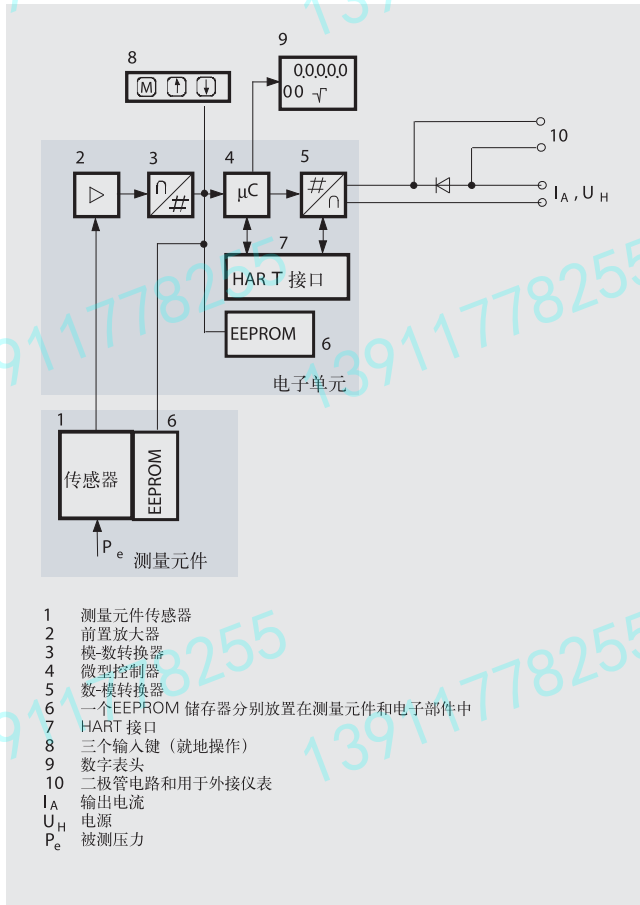 9
8
00000
00 √
M ↑ ↓
10
2 3 4 5
∩ # μC # ∩
I A , U H
7
HART 接口
EEPROM 6
电子单元
1 6
传感器 EEPROM
P e 测量元件
1 测量元件传感器
2 前置放大器
3 模-数转换器
4 微型控制器
5 数-模转换器
6 一个EEPROM 储存器分别放置在测量元件和电子部件中
7 HART 接口
8 三个输入键（就地操作）
9 数字表头
10 二极管电路和用于外接仪表
I A 输出电流
U H 电源
P e 被测压力
13911778255
13911778255
13911778255
13911778255